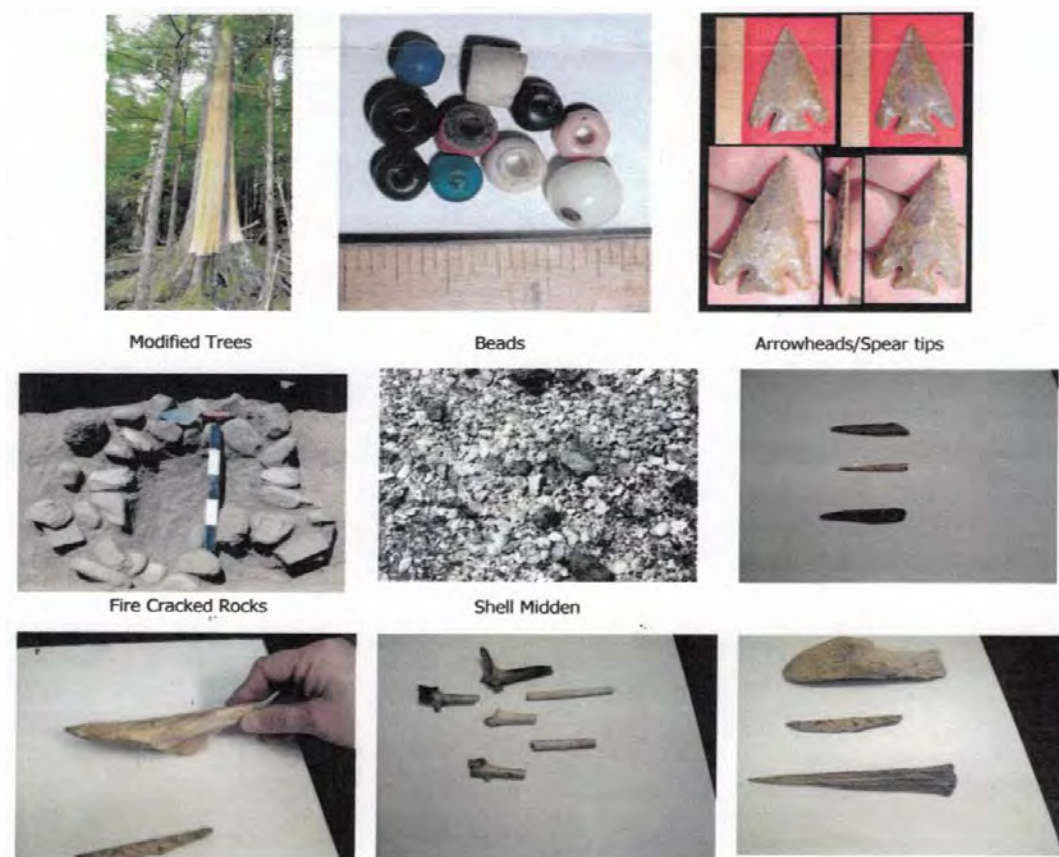 Modified Trees
Beads
Arrowheads/Spear tips
Fire Cracked Rocks
Shell Midden